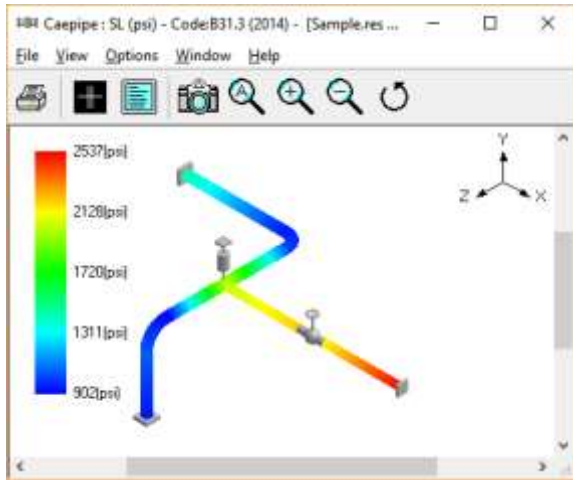 Caepipe : SL (psi) - Code:B31.3 (2014) - [Sample.res ...
File View Options Window Help
A
2537(psi)
2128(psi)
1720(psi)
1311(psi)
902(psi)
Y
Z
X